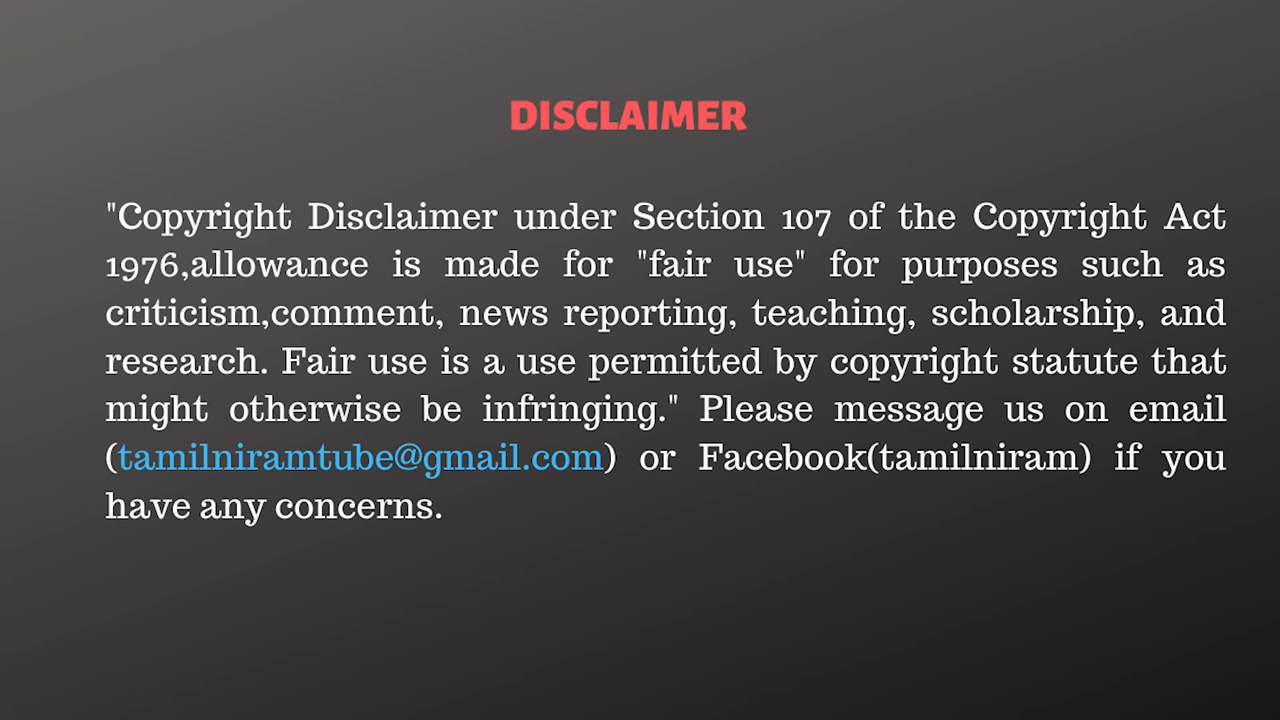 DISCLAIMER
"Copyright Disclaimer under Section 107 of the Copyright Act
1976,allowance is made for "fair use" for purposes such as
criticism,comment, news reporting, teaching, scholarship, and
research. Fair use is a use permitted by copyright statute that
might otherwise be infringing." Please message us on email
(tamilniramtube@gmail.com) or Facebook(tamilniram) if you
have any concerns.